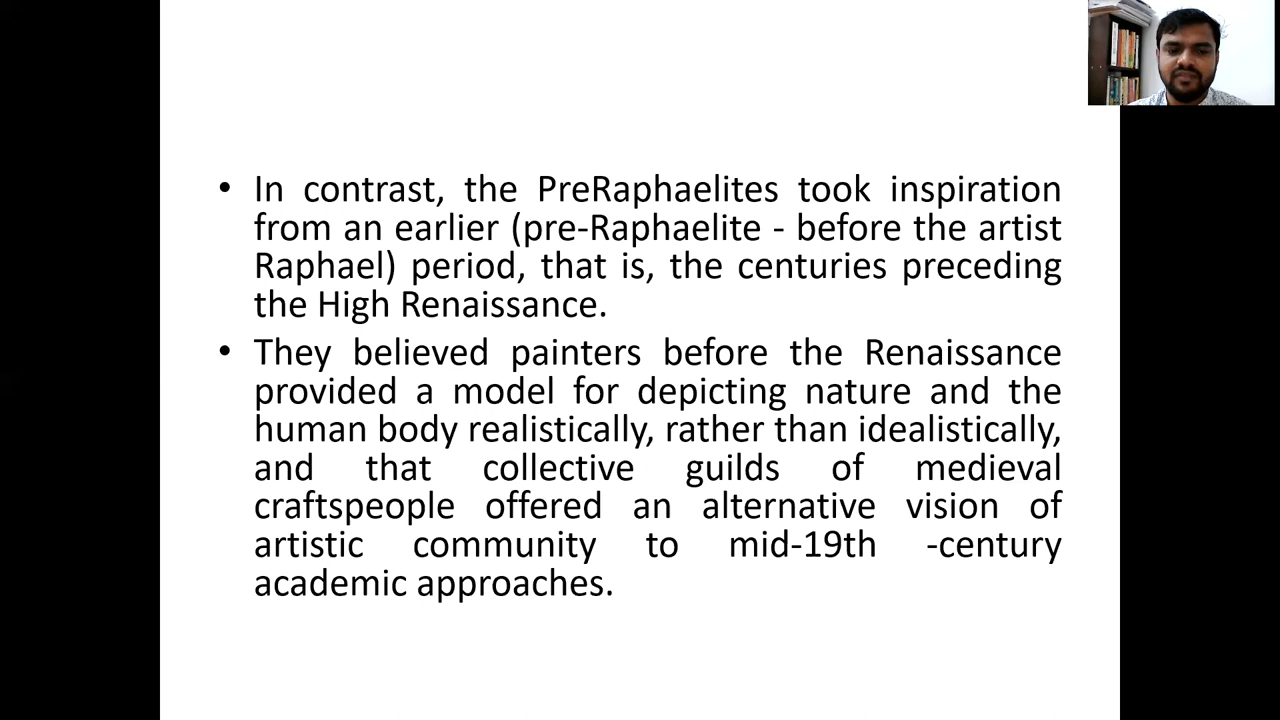 • In contrast, the PreRaphaelites took inspiration
from an earlier (pre-Raphaelite - before the artist
Raphael) period, that is, the centuries preceding
the High Renaissance.
• They believed painters before the Renaissance
provided a model for depicting nature and the
human body realistically, rather than idealistically,
and that collective guilds of medieval
craftspeople offered an alternative vision of
artistic community to mid-19th -century
academic approaches.